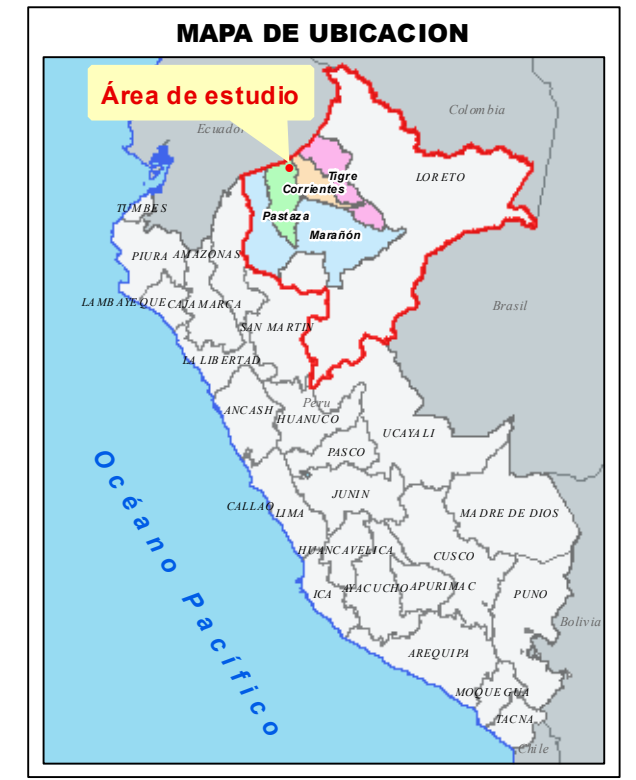 MAPA DE UBICACION
Área de estudio
Colombia
Ecuador
Tigre
LORETO
Corrientes
TUMBES
Pastaza
Marañón
PIURA
AMAZONAS
LAMBAYEQUE
CAJAMARCA
Brasil
SAN MARTIN
LA LIBERTAD
Peru
ANCASH
HUANUCO
UCAYALI
PASCO
Océano Pacífico
JUNIN
CALLAO
LIMA
MADRE DE DIOS
HUANCAVELICA
CUSCO
ICA
AYACUCHO
APURIMAC
PUNO
Bolivia
AREQUIPA
MOQUEGUA
TACNA
Chile